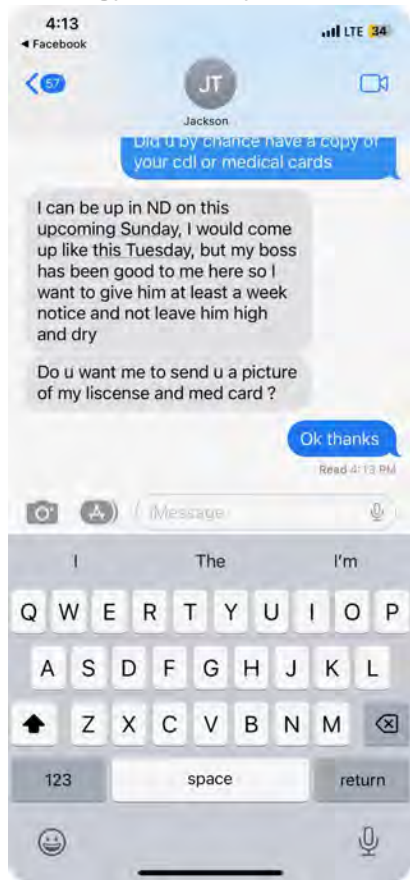 4:13
LTE 34
◀ Facebook
57
JT
Jackson
Did u by chance have a copy of
your cdl or medical cards
I can be up in ND on this
upcoming Sunday, I would come
up like this Tuesday, but my boss
has been good to me here so I
want to give him at least a week
notice and not leave him high
and dry
Do u want me to send u a picture
of my liscense and med card ?
Ok thanks
Read 4:13 PM
iMessage
I The I'm
Q W E R T Y U I O P
A S D F G H J K L
Z X C V B N M
123 space return